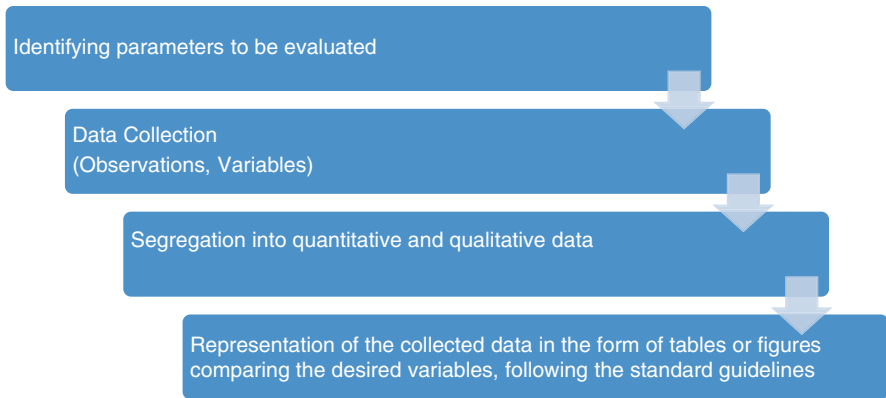 Identifying parameters to be evaluated
Data Collection
(Observations, Variables)
Segregation into quantitative and qualitative data
Representation of the collected data in the form of tables or figures
comparing the desired variables, following the standard guidelines